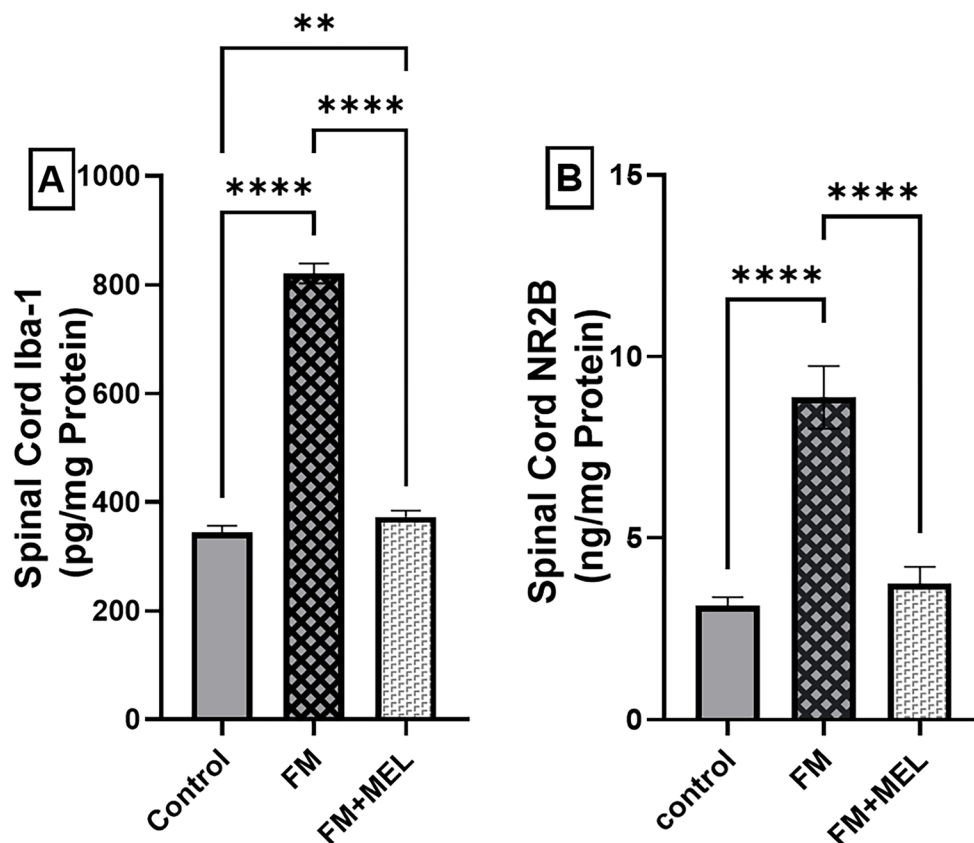 A
**
****
****
1000
800
600
400
200
0
Spinal Cord Iba-1
(pg/mg Protein)
Control
FM
FM+MEL
B
****
****
15
10
5
0
Spinal Cord NR2B
(ng/mg Protein)
control
FM
FM+MEL